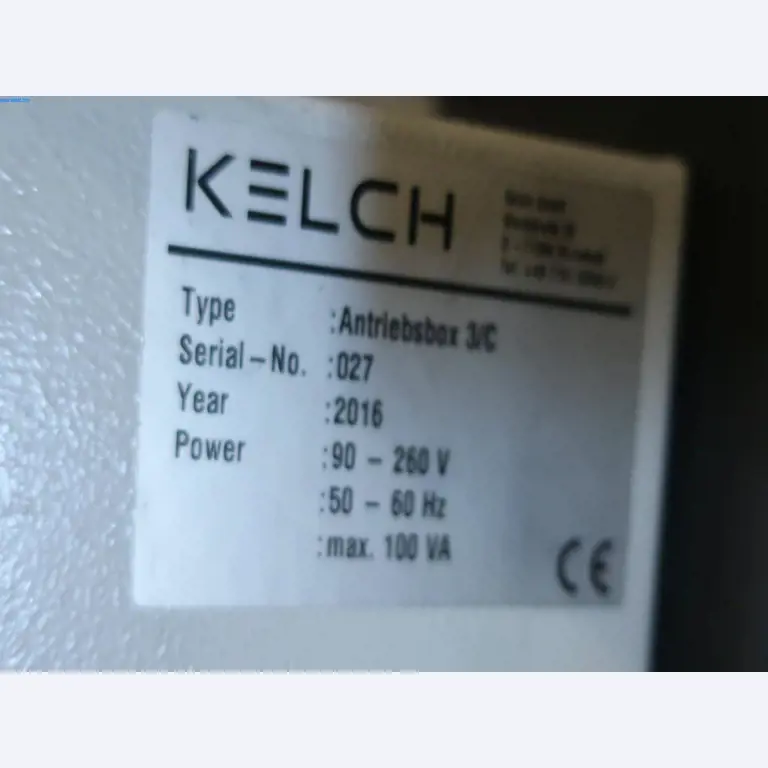 KELCH
Type :Antriebsbox 3/C
Serial-No. :027
Year :2016
Power :90 - 260 V
:50 - 60 Hz
:max. 100 VA
CE